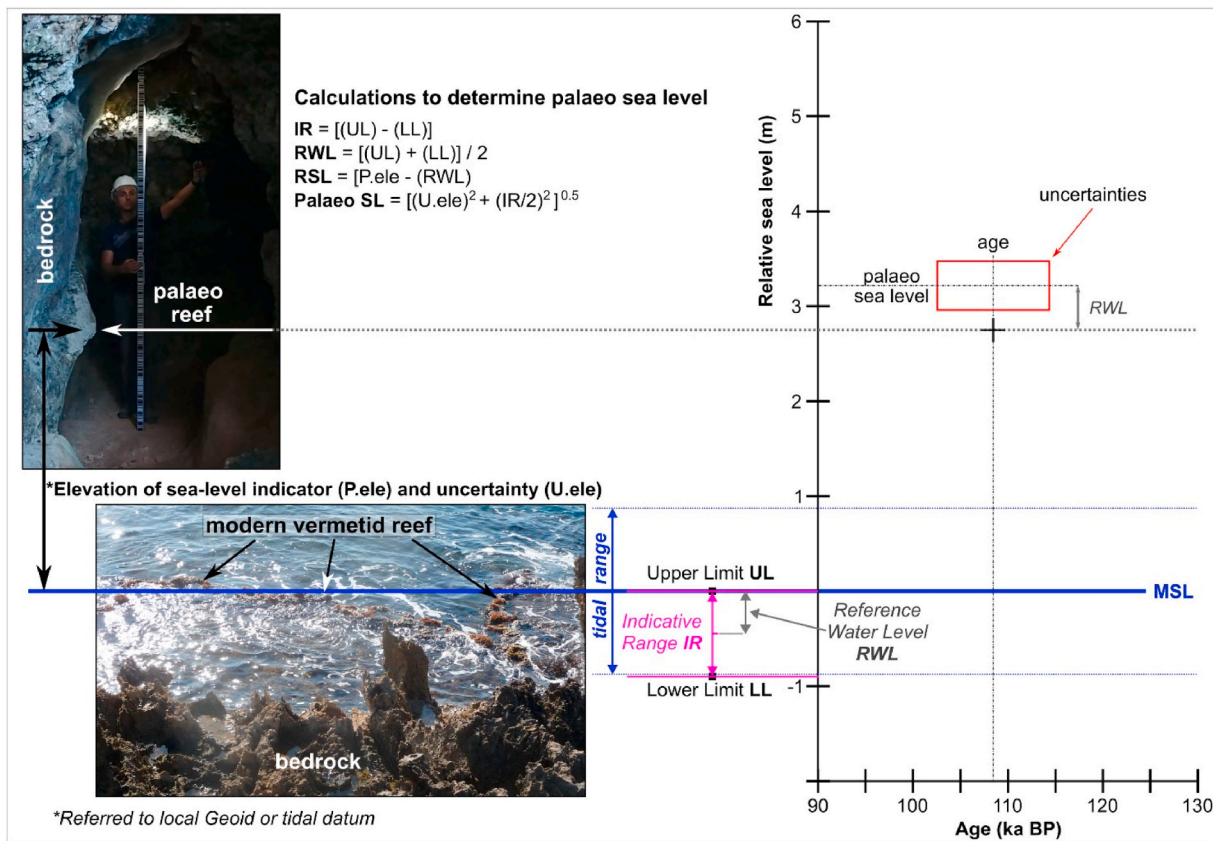 Calculations to determine palaeo sea level
IR = [(UL) - (LL)]
RWL = [(UL) + (LL)] / 2
RSL = [P.ele - (RWL)
Palaeo SL = [(U.ele)² + (IR/2)²]⁰·⁵
bedrock
palaeo
reef
*Elevation of sea-level indicator (P.ele) and uncertainty (U.ele)
modern vermetid reef
bedrock
*Referred to local Geoid or tidal datum
tidal range
Upper Limit UL
Indicative
Range IR
Lower Limit LL
Reference
Water Level
RWL
MSL
Relative sea level (m)
6
5
4
3
2
1
-1
uncertainties
age
palaeo
sea level
RWL
90
100
110
120
130
Age (ka BP)